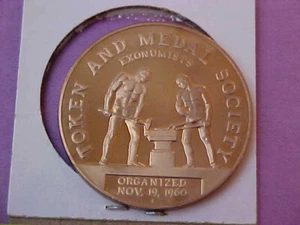 TOKEN AND MEDAL SOCIETY
EXONUMISTS
ORGANIZED
NOV. 19, 1960